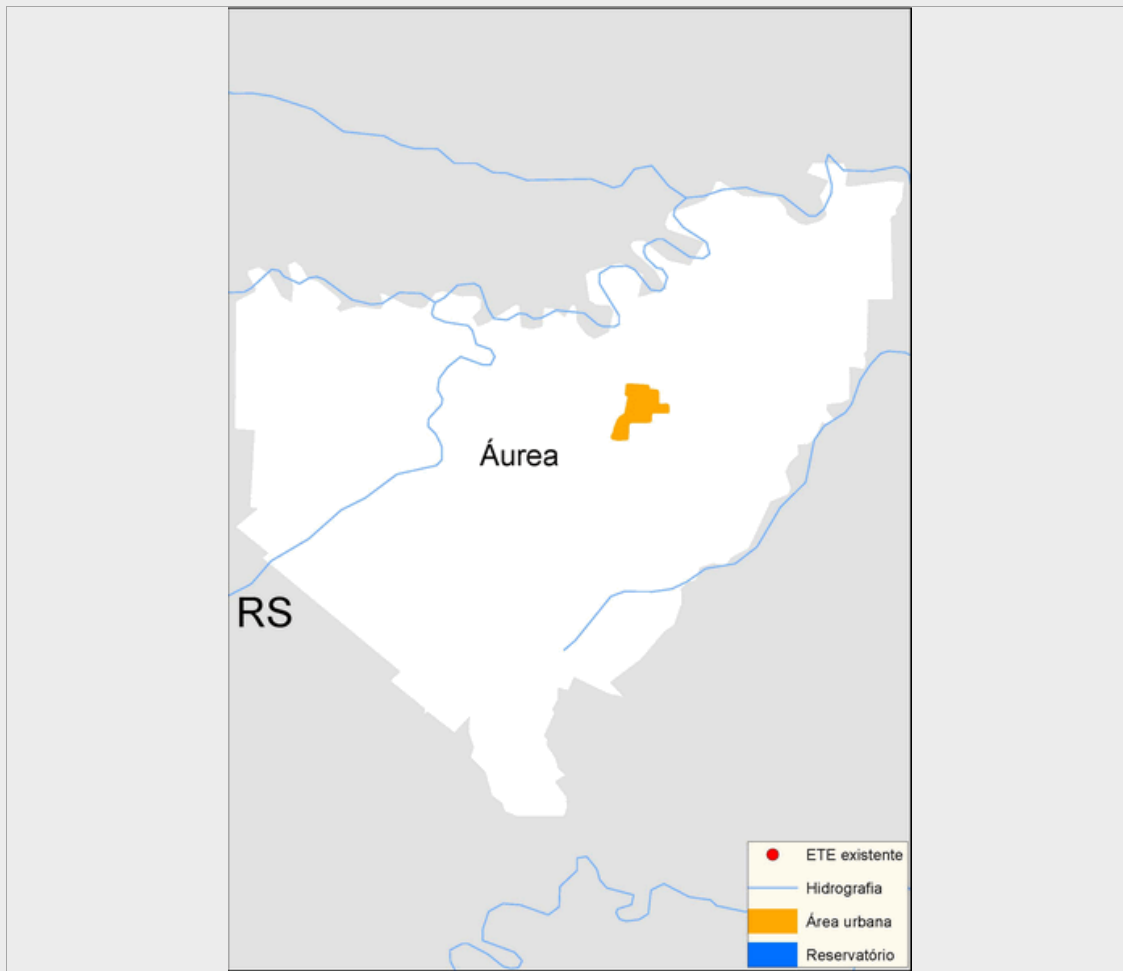 Áurea
RS
ETE existente
Hidrografia
Área urbana
Reservatório